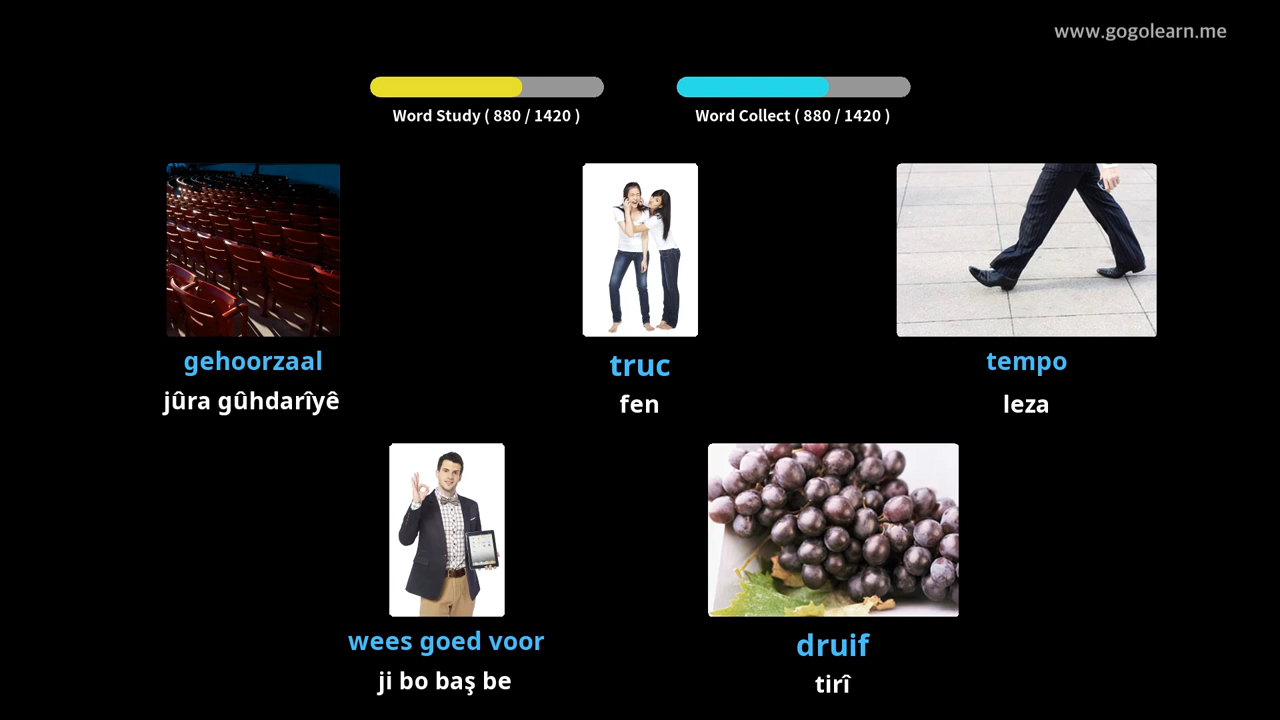 www.gogolearn.me
Word Study ( 880 / 1420 )
Word Collect ( 880 / 1420 )
gehoorzaal
jûra gûhdarîyê
truc
fen
tempo
leza
wees goed voor
ji bo baş be
druif
tirî